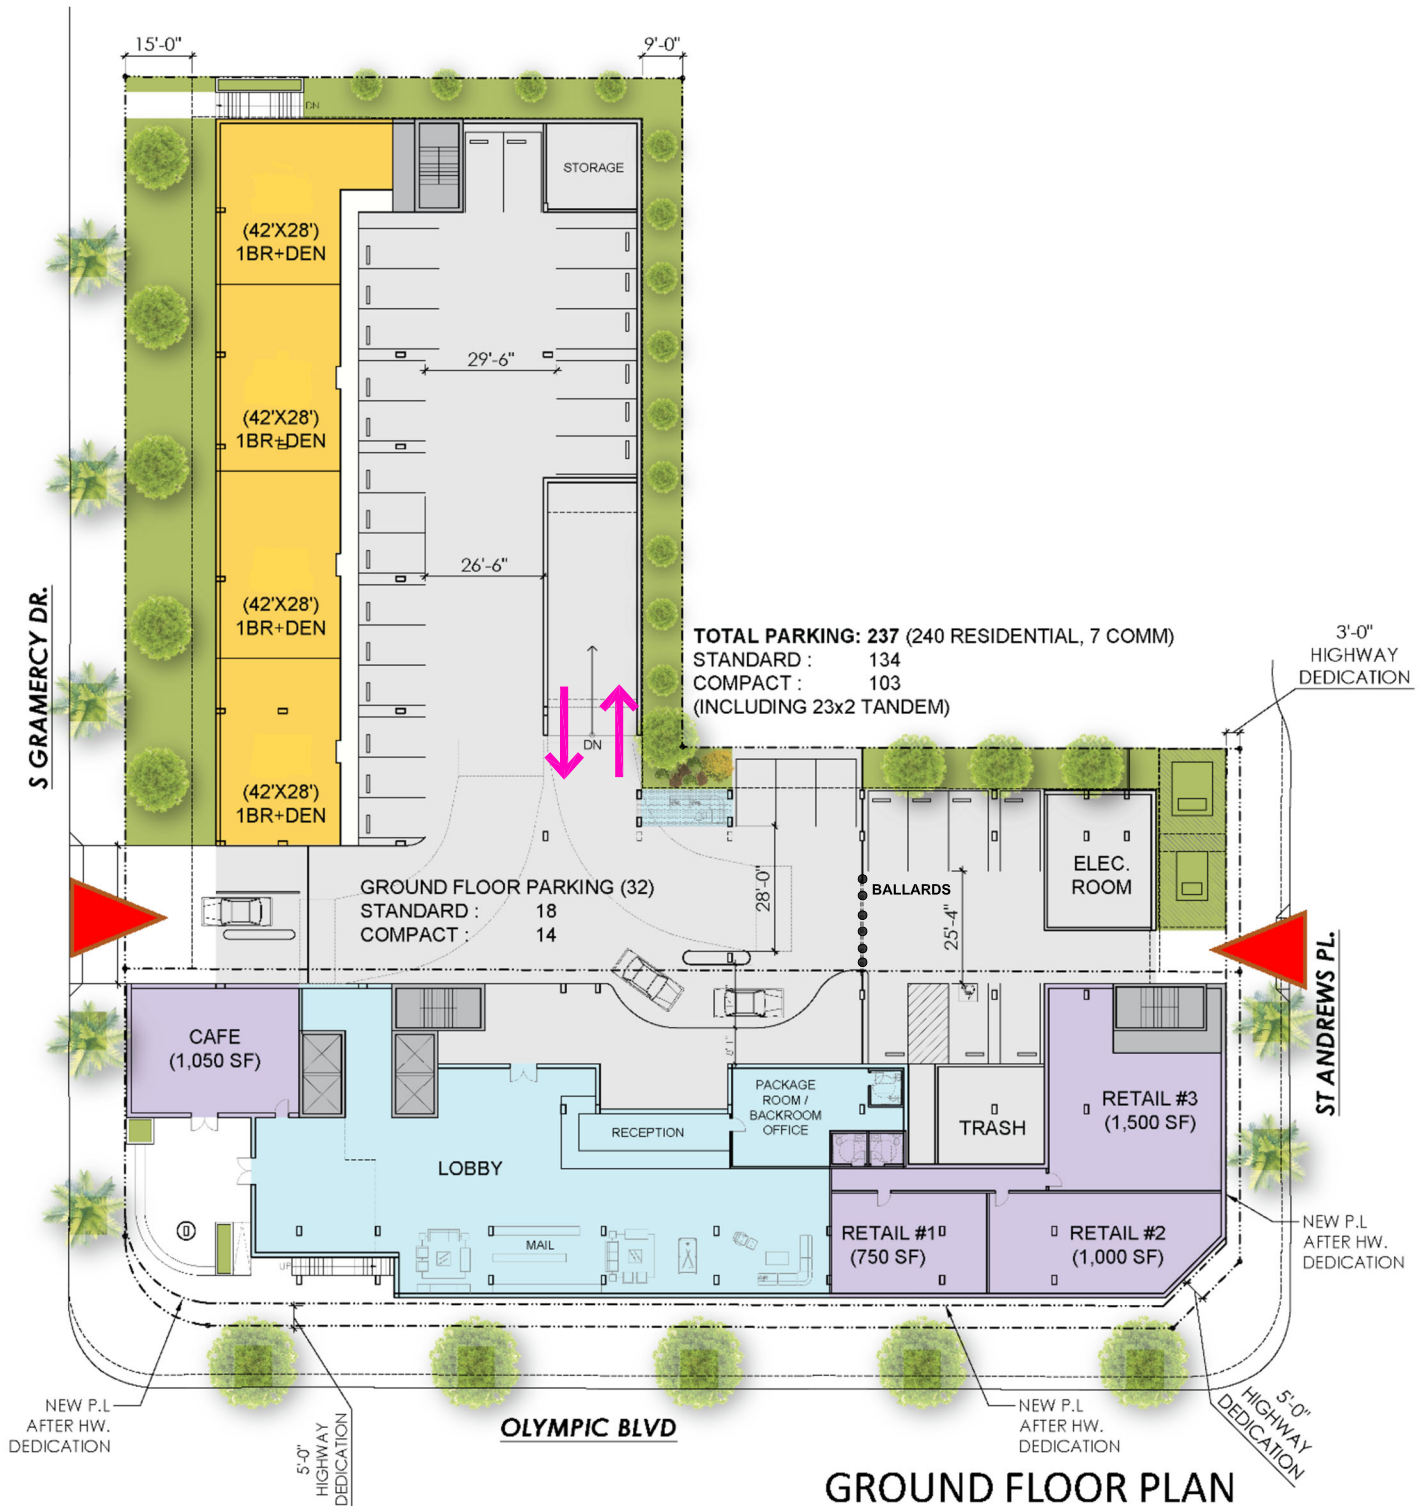 15'-0"
9'-0"
DN
STORAGE
(42'X28')
1BR+DEN
29'-6"
(42'X28')
1BR+DEN
26'-6"
(42'X28')
1BR+DEN
S GRAMERCY DR.
TOTAL PARKING: 237 (240 RESIDENTIAL, 7 COMM)
STANDARD : 134
COMPACT : 103
(INCLUDING 23x2 TANDEM)
3'-0"
HIGHWAY
DEDICATION
DN
(42'X28')
1BR+DEN
GROUND FLOOR PARKING (32)
STANDARD : 18
COMPACT : 14
28'-0"
BALLARDS
25'-4"
ELEC.
ROOM
ST ANDREWS PL.
CAFE
(1,050 SF)
PACKAGE
ROOM /
BACKROOM
OFFICE
RECEPTION
LOBBY
TRASH
RETAIL #3
(1,500 SF)
MAIL
UP
RETAIL #1
(750 SF)
RETAIL #2
(1,000 SF)
NEW P.L
AFTER HW.
DEDICATION
NEW P.L
AFTER HW.
DEDICATION
5'-0"
HIGHWAY
DEDICATION
OLYMPIC BLVD
NEW P.L
AFTER HW.
DEDICATION
5'-0"
HIGHWAY
DEDICATION
GROUND FLOOR PLAN